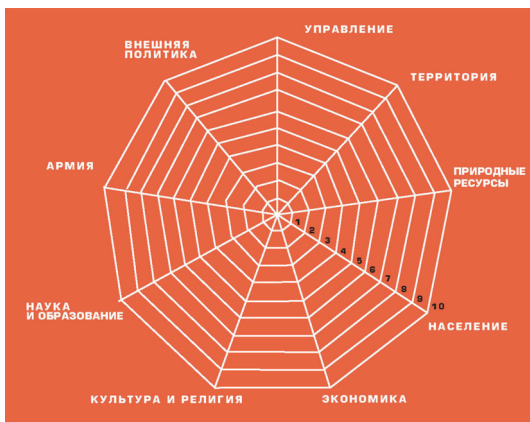 УПРАВЛЕНИЕ
ВНЕШНЯЯ
ПОЛИТИКА
ТЕРРИТОРИЯ
АРМИЯ
ПРИРОДНЫЕ
РЕСУРСЫ
1
2
3
4
5
6
7
8
9
10
НАУКА
И ОБРАЗОВАНИЕ
НАСЕЛЕНИЕ
КУЛЬТУРА И РЕЛИГИЯ
ЭКОНОМИКА